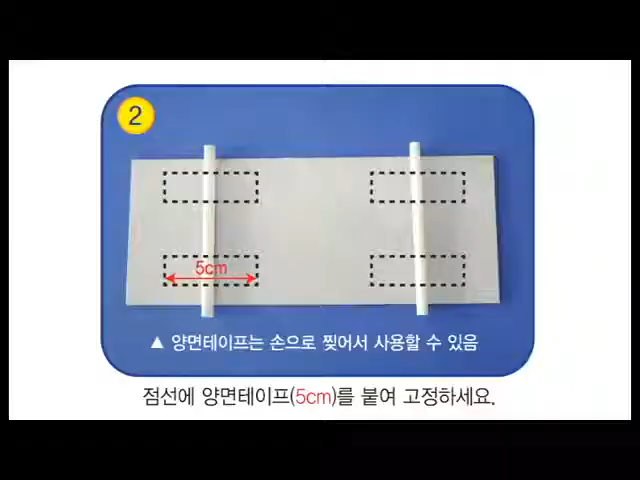 2
5cm
▲ 양면테이프는 손으로 찢어서 사용할 수 있음
점선에 양면테이프(5cm)를 붙여 고정하세요.